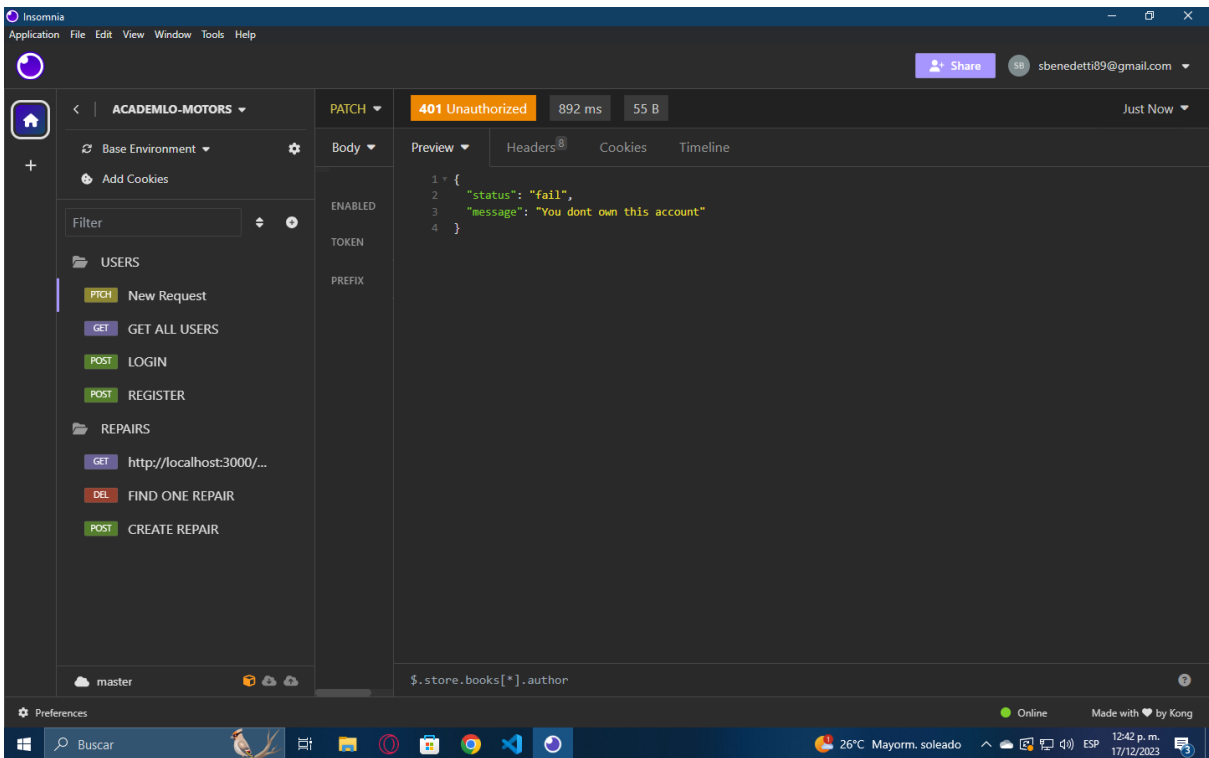 Insomnia
Application File Edit View Window Tools Help
Share SB sbenedetti89@gmail.com
ACADEMLO-MOTORS
PATCH
401 Unauthorized 892 ms 55 B Just Now
Base Environment
Body
Preview Headers 8 Cookies Timeline
Add Cookies
1 {
2 "status": "fail",
3 "message": "You dont own this account"
4 }
ENABLED
TOKEN
PREFIX
Filter
USERS
PTCH New Request
GET GET ALL USERS
POST LOGIN
POST REGISTER
REPAIRS
GET http://localhost:3000/...
DEL FIND ONE REPAIR
POST CREATE REPAIR
master
$.store.books[*].author
Preferences
Online Made with ♥ by Kong
Buscar
26°C Mayorm. soleado
ESP
12:42 p. m.
17/12/2023
3